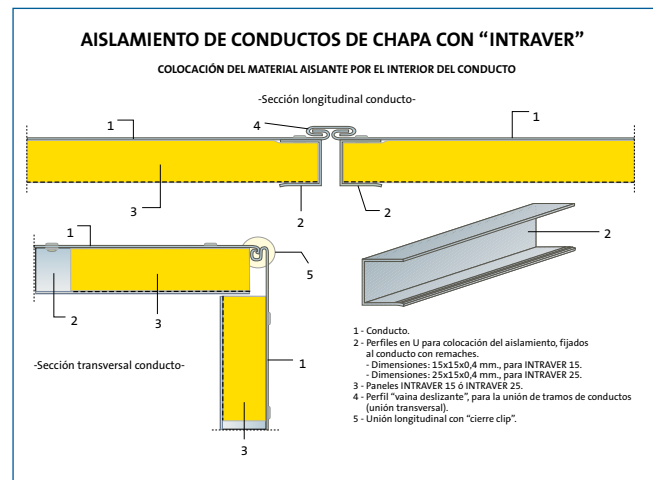 AISLAMIENTO DE CONDUCTOS DE CHAPA CON “INTRAVER”
COLOCACIÓN DEL MATERIAL AISLANTE POR EL INTERIOR DEL CONDUCTO
-Sección longitudinal conducto-
1
4
1
3
2
2
1
5
2
3
2
-Sección transversal conducto-
1
3
1 - Conducto.
2 - Perfiles en U para colocación del aislamiento, fijados
al conducto con remaches.
- Dimensiones: 15x15x0,4 mm., para INTRAVER 15.
- Dimensiones: 25x15x0,4 mm., para INTRAVER 25.
3 - Paneles INTRAVER 15 ó INTRAVER 25.
4 - Perfil “vaina deslizante”, para la unión de tramos de conductos
(unión transversal).
5 - Unión longitudinal con “cierre clip”.